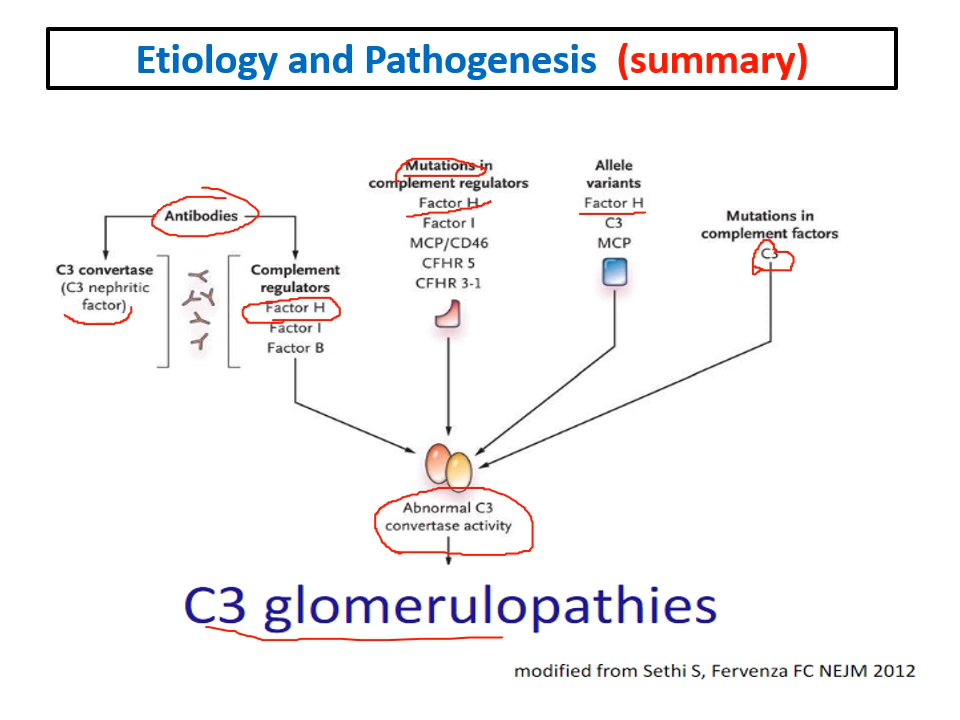 Etiology and Pathogenesis (summary)
Antibodies
C3 convertase
(C3 nephritic
factor)
Complement
regulators
Factor H
Factor I
Factor B
Mutations in
complement regulators
Factor H
Factor I
MCP/CD46
CFHR 5
CFHR 3-1
Allele
variants
Factor H
C3
MCP
Mutations in
complement factors
C3
Abnormal C3
convertase activity
C3 glomerulopathies
modified from Sethi S, Fervenza FC NEJM 2012